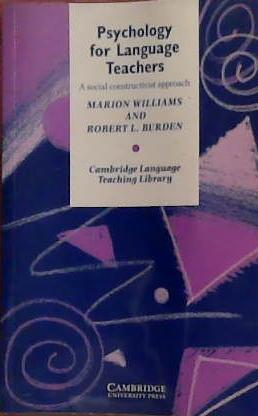 Psychology
for Language
Teachers
A social constructivist approach
MARION WILLIAMS
AND
ROBERT L. BURDEN
Cambridge Language
Teaching Library
CAMBRIDGE
UNIVERSITY PRESS